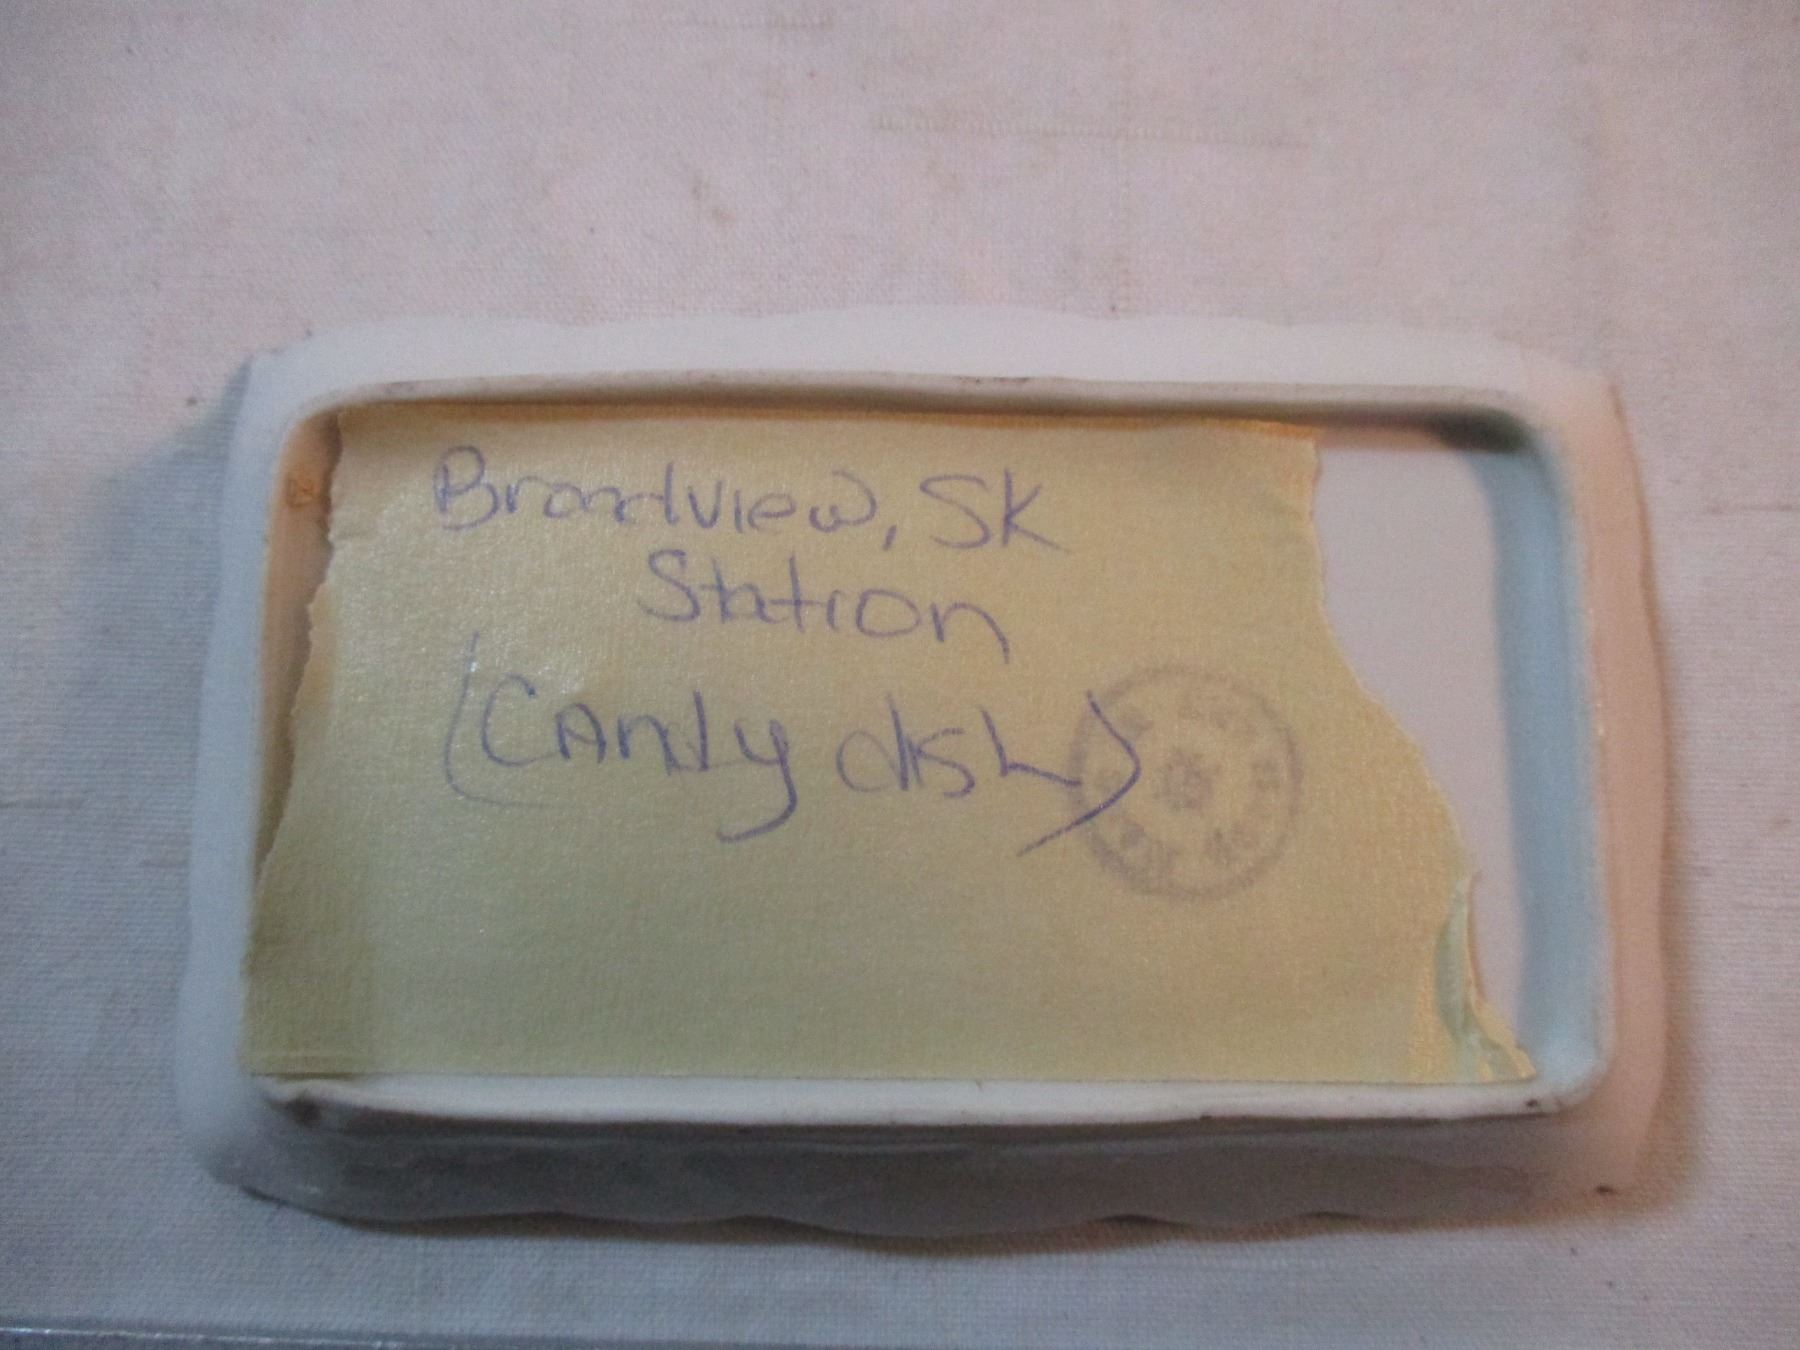 Broadview, SK
Station
(CAndy dish)